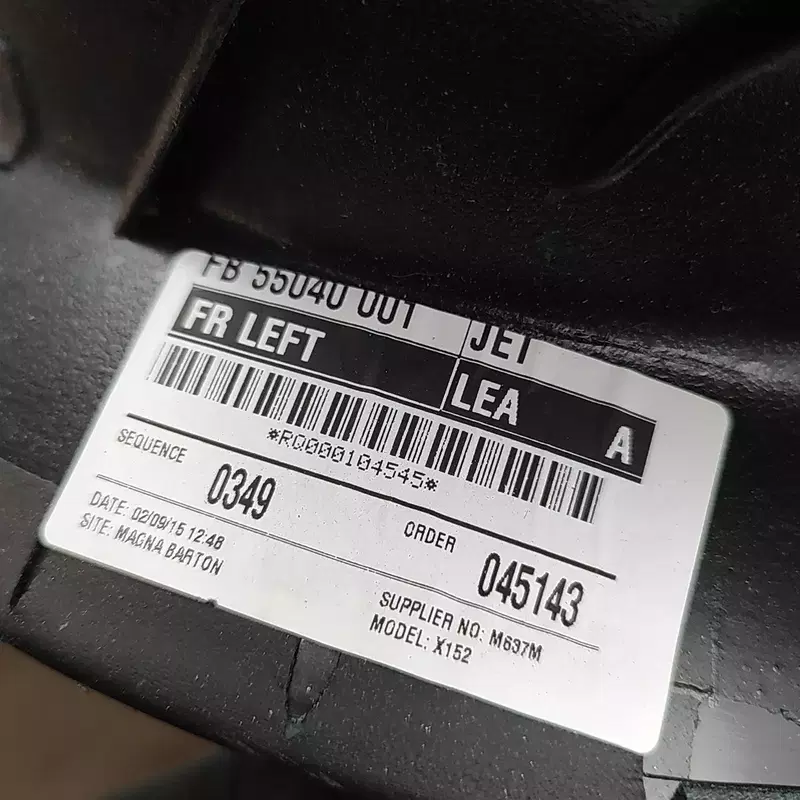 FB 55040 001 JET
FR LEFT
LEA A
*R0000104545*
SEQUENCE 0349
ORDER 045143
DATE: 02/09/15 12:48
SITE: MAGNA BARTON
SUPPLIER NO: M637M
MODEL: X152